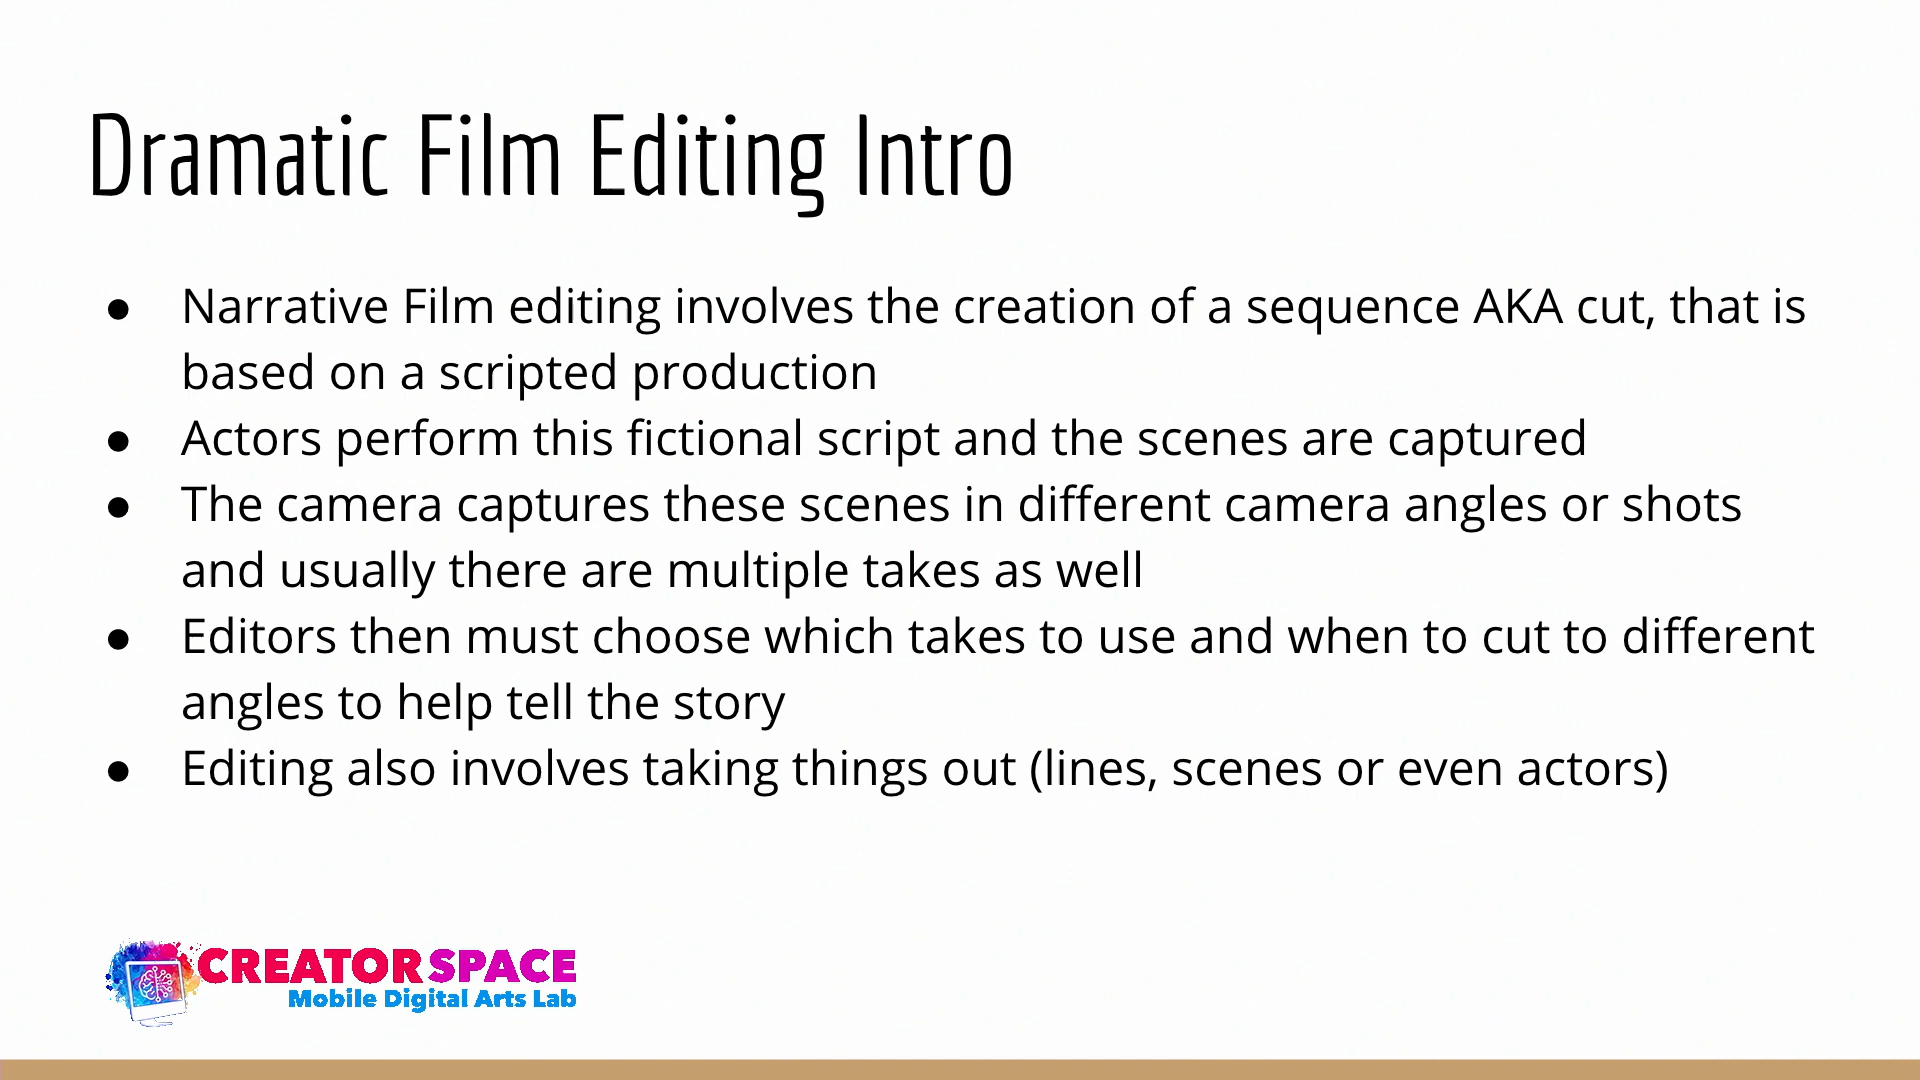 Dramatic Film Editing Intro
● Narrative Film editing involves the creation of a sequence AKA cut, that is
based on a scripted production
● Actors perform this fictional script and the scenes are captured
● The camera captures these scenes in different camera angles or shots
and usually there are multiple takes as well
● Editors then must choose which takes to use and when to cut to different
angles to help tell the story
● Editing also involves taking things out (lines, scenes or even actors)
CREATORSPACE
Mobile Digital Arts Lab